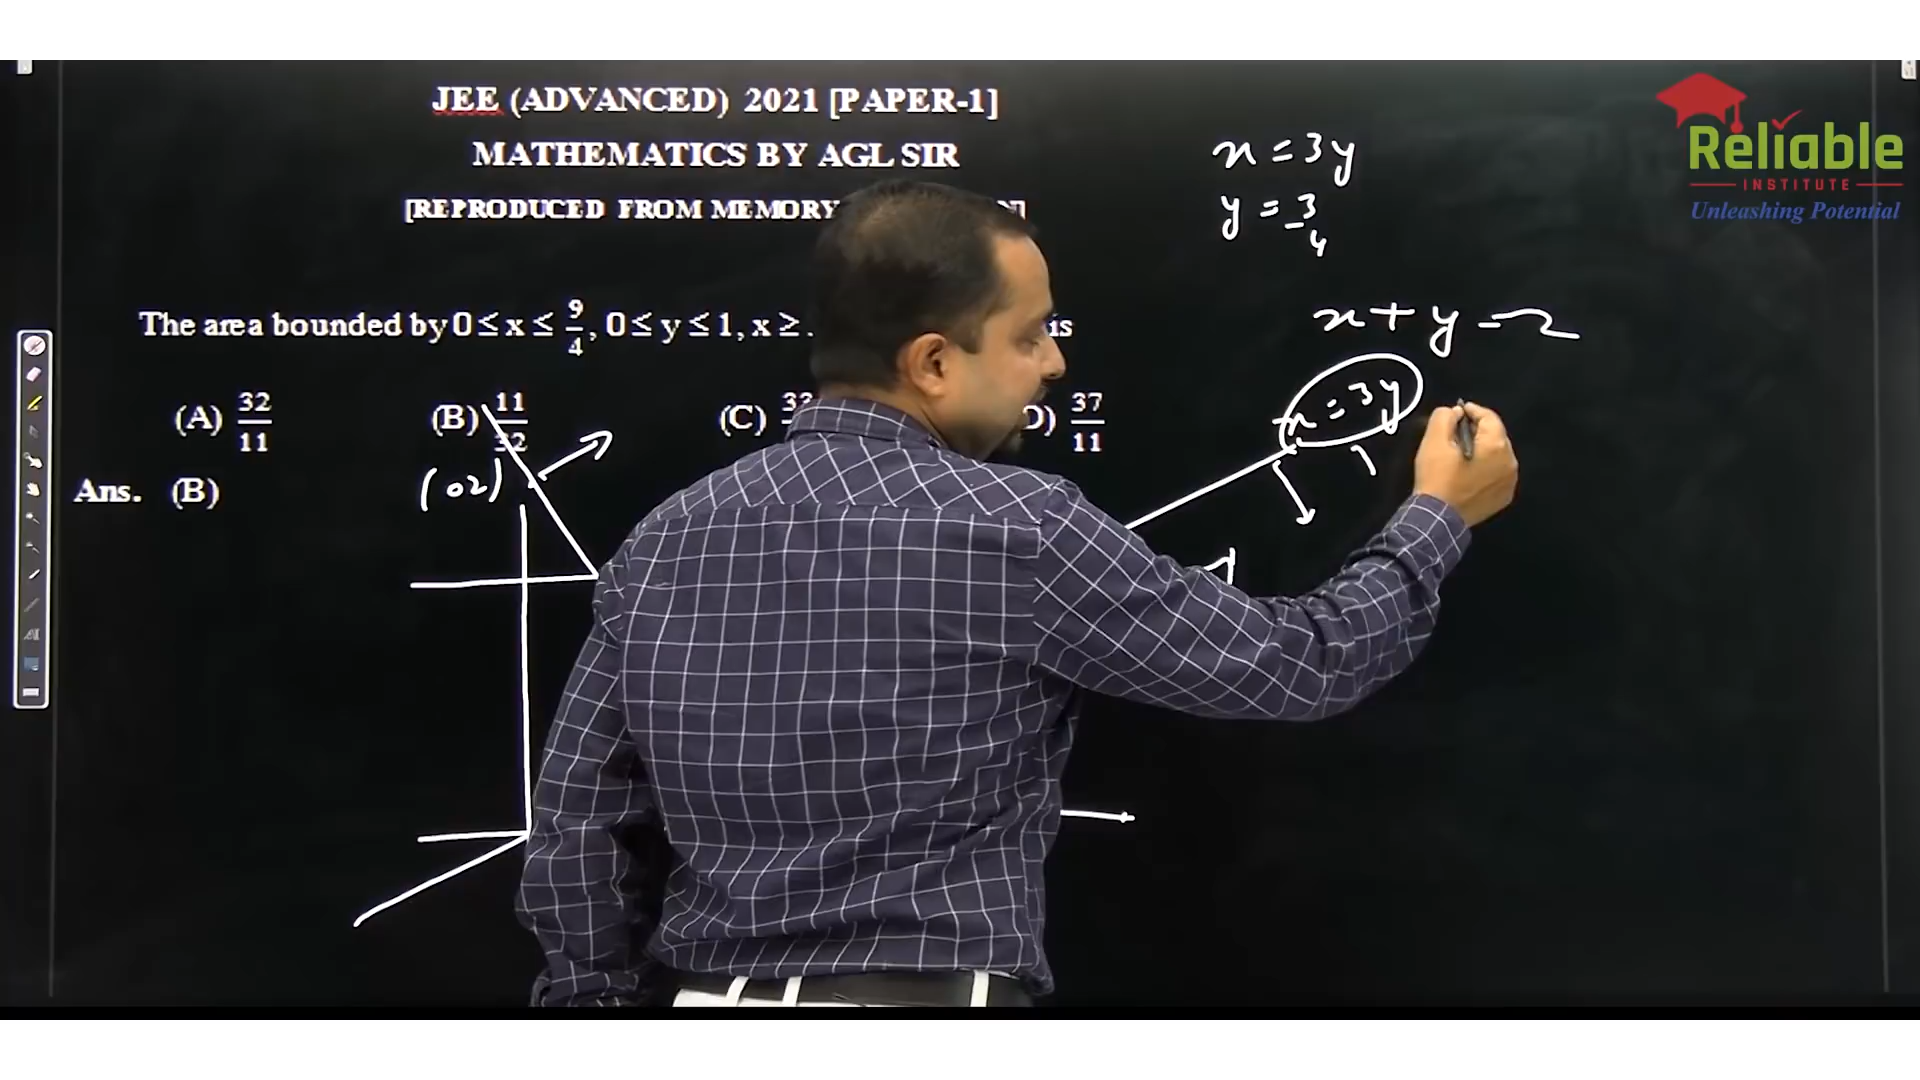 JEE (ADVANCED) 2021 [PAPER-1]
MATHEMATICS BY AGL SIR
[REPRODUCED FROM MEMORY
Reliable
INSTITUTE
Unleashing Potential
x = 3y
y = 3/4
The area bounded by 0 ≤ x ≤ 9/4, 0 ≤ y ≤ 1, x ≥ is
x + y = 2
x = 3y
(A) 32/11 (B) 11/32 (C) 37/11
Ans. (B)
(02)